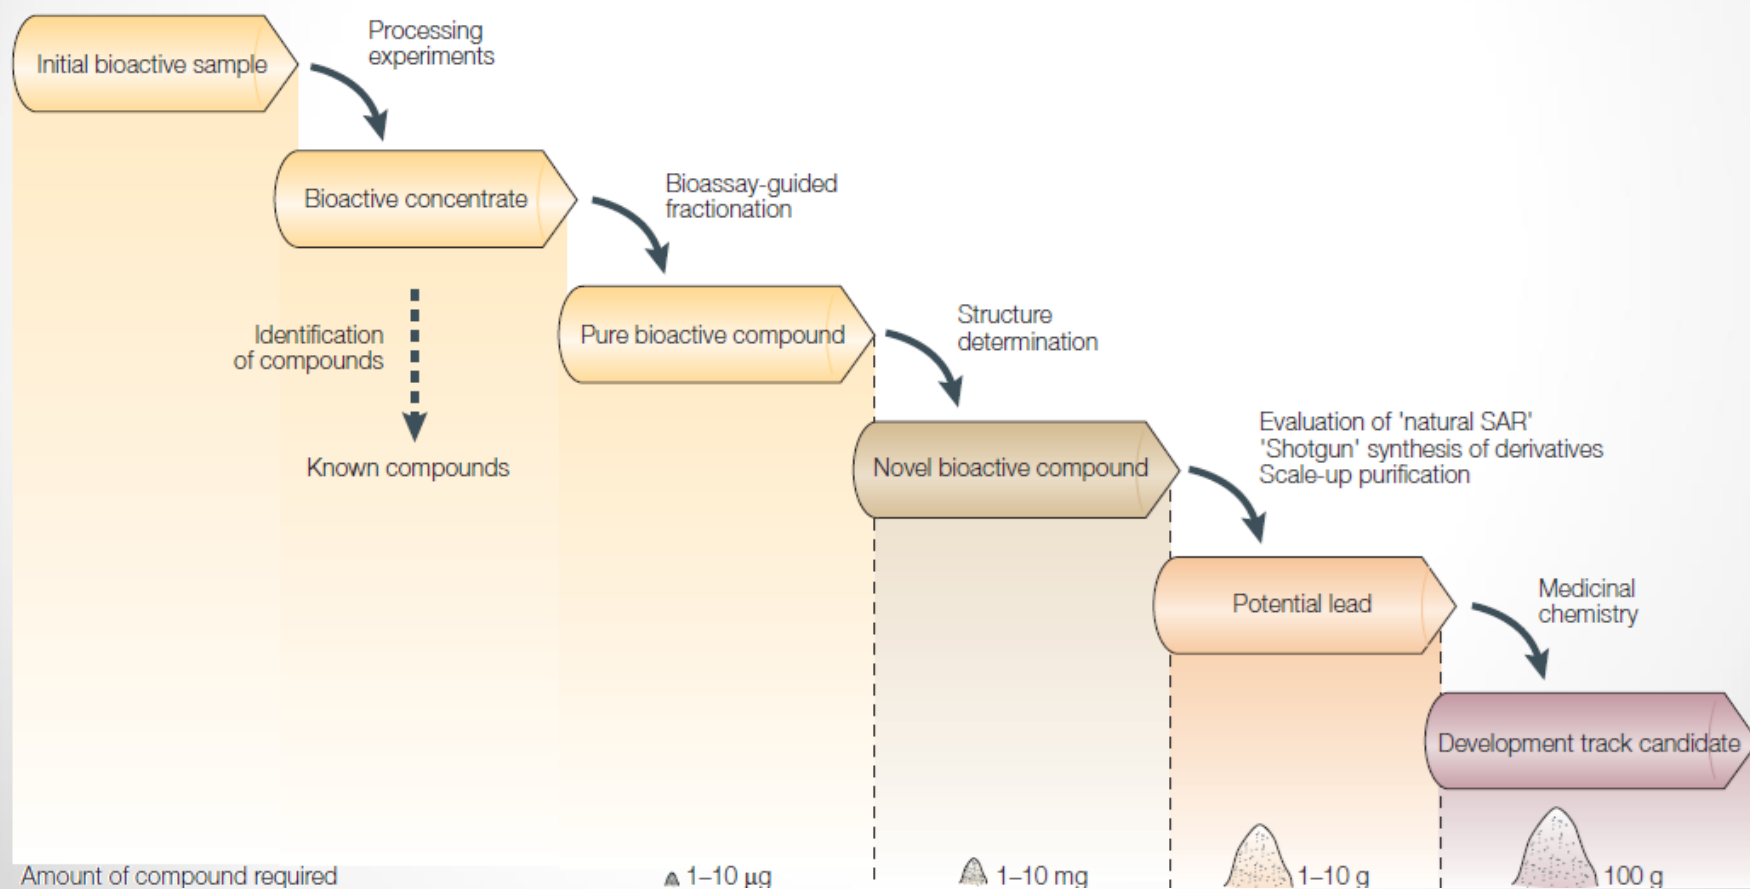 Initial bioactive sample
Processing
experiments
Bioactive concentrate
Bioassay-guided
fractionation
Identification
of compounds
Pure bioactive compound
Structure
determination
Known compounds
Novel bioactive compound
Evaluation of 'natural SAR'
'Shotgun' synthesis of derivatives
Scale-up purification
Potential lead
Medicinal
chemistry
Development track candidate
Amount of compound required
1–10 μg
1–10 mg
1–10 g
100 g